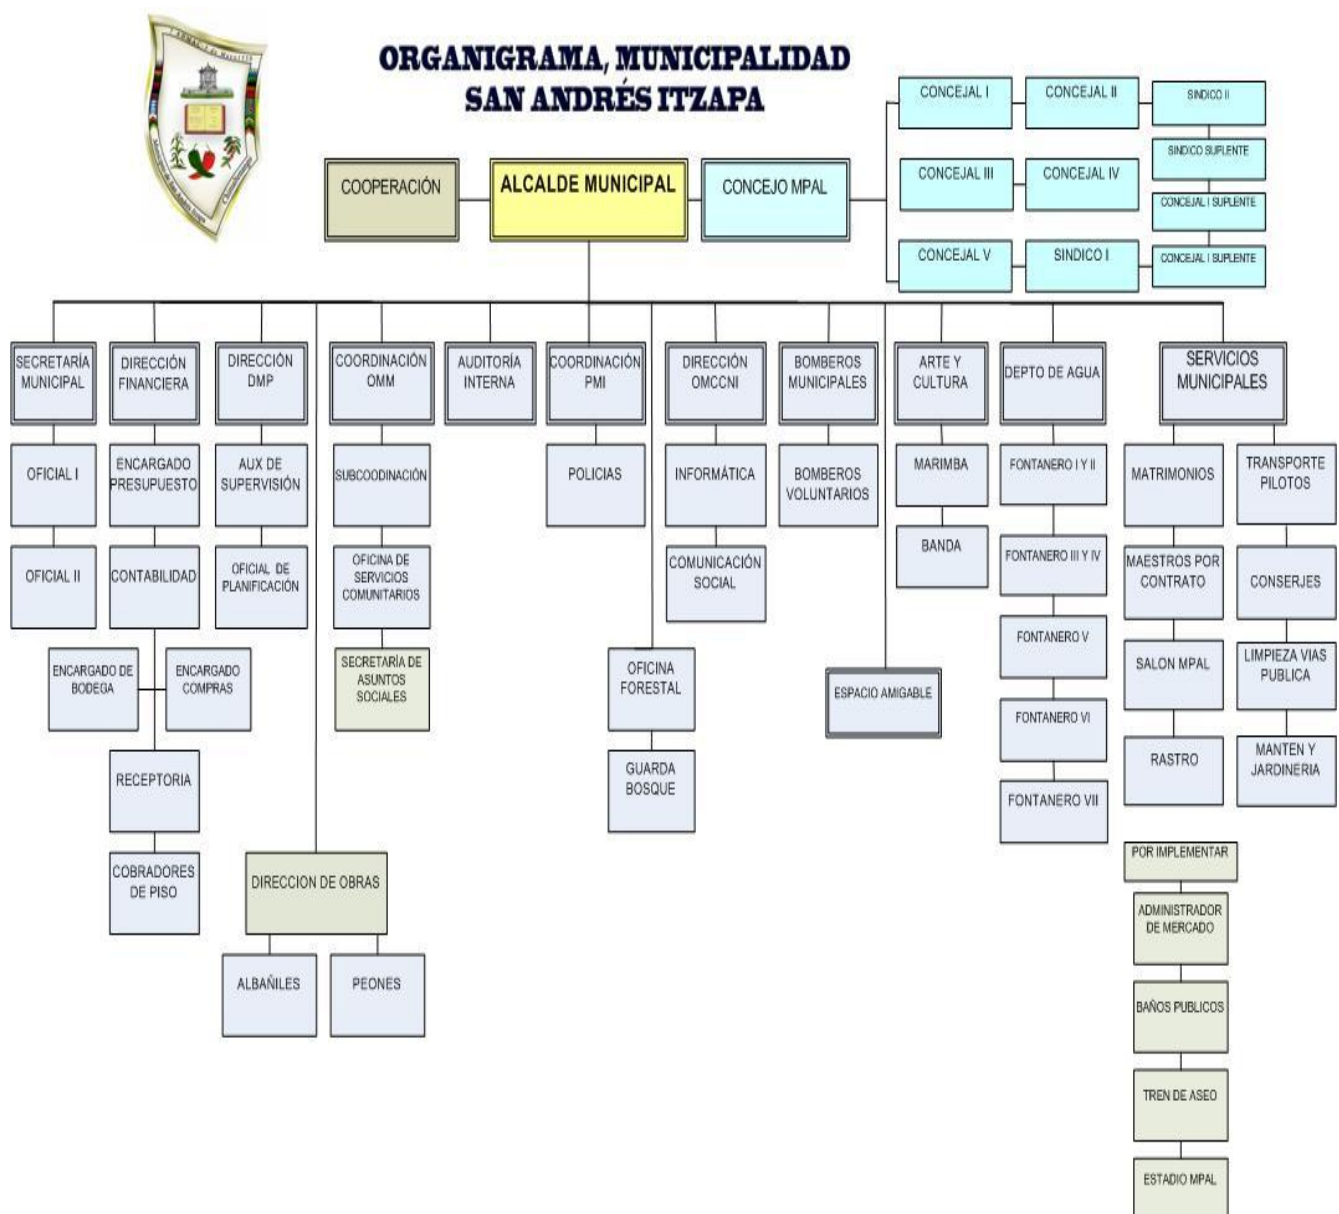 ORGANIGRAMA, MUNICIPALIDAD
SAN ANDRÉS ITZAPA
COOPERACIÓN
ALCALDE MUNICIPAL
CONCEJO MPAL
CONCEJAL I
CONCEJAL II
SINDICO II
SINDICO SUPLENTE
CONCEJAL III
CONCEJAL IV
CONCEJAL I SUPLENTE
CONCEJAL V
SINDICO I
CONCEJAL I SUPLENTE
SECRETARÍA
MUNICIPAL
DIRECCIÓN
FINANCIERA
DIRECCIÓN
DMP
COORDINACIÓN
OMM
AUDITORÍA
INTERNA
COORDINACIÓN
PMI
DIRECCIÓN
OMCCNI
BOMBEROS
MUNICIPALES
ARTE Y
CULTURA
DEPTO DE AGUA
SERVICIOS
MUNICIPALES
OFICIAL I
ENCARGADO
PRESUPUESTO
AUX DE
SUPERVISIÓN
SUBCOODINACIÓN
POLICIAS
INFORMÁTICA
BOMBEROS
VOLUNTARIOS
MARIMBA
FONTANERO I Y II
MATRIMONIOS
TRANSPORTE
PILOTOS
OFICIAL II
CONTABILIDAD
OFICIAL DE
PLANIFICACIÓN
OFICINA DE
SERVICIOS
COMUNITARIOS
COMUNICACIÓN
SOCIAL
BANDA
FONTANERO III Y IV
MAESTROS POR
CONTRATO
CONSERJES
ENCARGADO DE
BODEGA
ENCARGADO
COMPRAS
SECRETARÍA DE
ASUNTOS
SOCIALES
OFICINA
FORESTAL
ESPACIO AMIGABLE
FONTANERO V
SALON MPAL
LIMPIEZA VIAS
PUBLICA
RECEPTORIA
GUARDA
BOSQUE
FONTANERO VI
RASTRO
MANTEN Y
JARDINERIA
FONTANERO VII
COBRADORES
DE PISO
DIRECCION DE OBRAS
POR IMPLEMENTAR
ALBAÑILES
PEONES
ADMINISTRADOR
DE MERCADO
BAÑOS PUBLICOS
TREN DE ASEO
ESTADIO MPAL